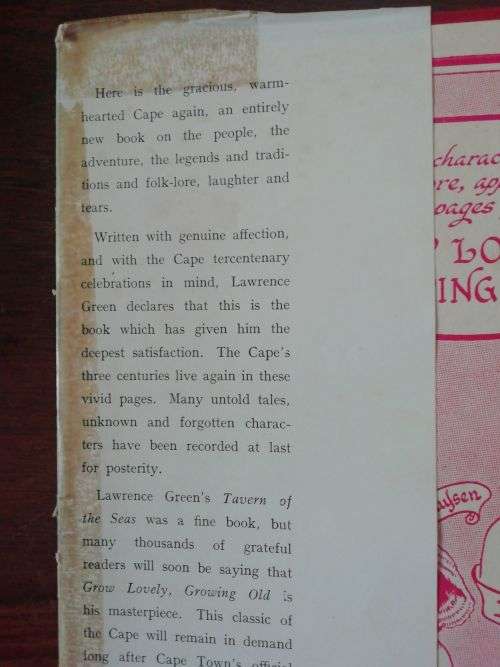 Here is the gracious, warm-
hearted Cape again, an entirely
new book on the people, the
adventure, the legends and tradi-
tions and folk-lore, laughter and
tears.
Written with genuine affection,
and with the Cape tercentenary
celebrations in mind, Lawrence
Green declares that this is the
book which has given him the
deepest satisfaction. The Cape's
three centuries live again in these
vivid pages. Many untold tales,
unknown and forgotten charac-
ters have been recorded at last
for posterity.
Lawrence Green's Tavern of
the Seas was a fine book, but
many thousands of grateful
readers will soon be saying that
Grow Lovely, Growing Old is
his masterpiece. This classic of
the Cape will remain in demand
long after Cape Town's official
charac
pages
LO
ING